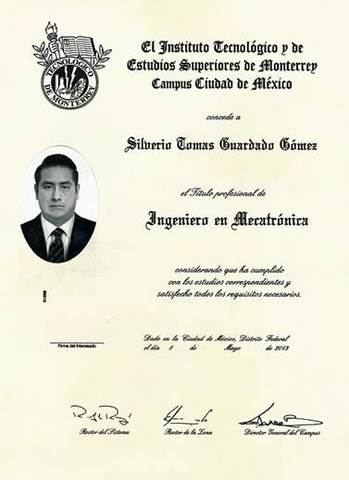 El Instituto Tecnológico y de
Estudios Superiores de Monterrey
Campus Ciudad de México
TECNOLOGICO
DE MONTERREY
concede a
Silverio Tomas Guardado Gómez
el Título profesional de
Ingeniero en Mecatrónica
considerando que ha cumplido
con los estudios correspondientes y
satisfecho todos los requisitos necesarios.
Firma del Interesado
Dado en la Ciudad de México, Distrito Federal
el día 8 de Mayo de 2013
Rector del Sistema
Rector de la Zona
Director General del Campus